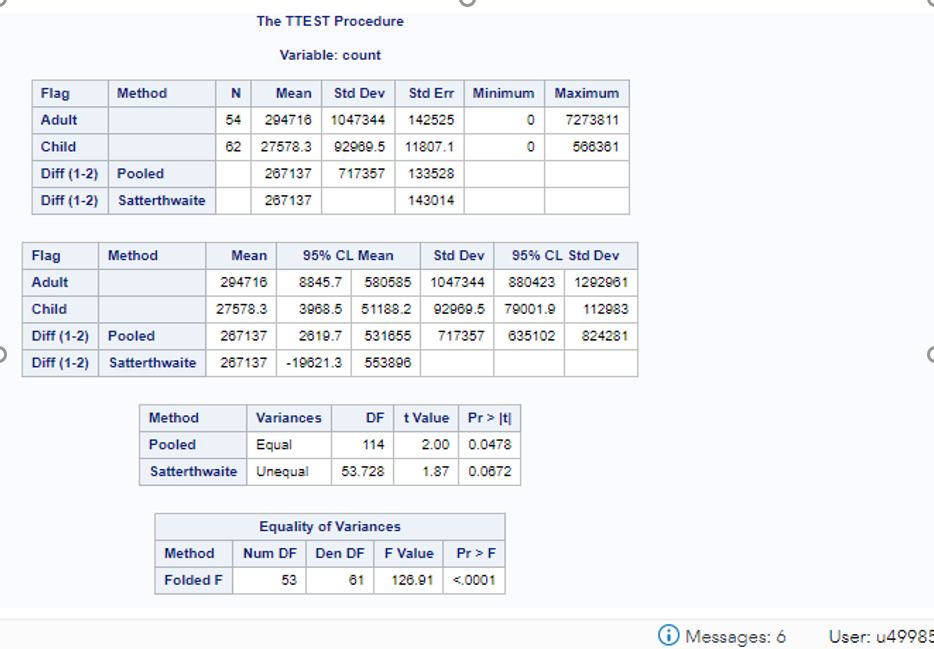 The TTEST Procedure
Variable: count
Flag Method N Mean Std Dev Std Err Minimum Maximum
Adult 54 294716 1047344 142525 0 7273811
Child 62 27578.3 92969.5 11807.1 0 566361
Diff (1-2) Pooled 267137 717357 133528
Diff (1-2) Satterthwaite 267137 143014
Flag Method Mean 95% CL Mean Std Dev 95% CL Std Dev
Adult 294716 8845.7 580585 1047344 880423 1292961
Child 27578.3 3968.5 51188.2 92969.5 79001.9 112983
Diff (1-2) Pooled 267137 2619.7 531655 717357 635102 824281
Diff (1-2) Satterthwaite 267137 -19621.3 553896
Method Variances DF t Value Pr > |t|
Pooled Equal 114 2.00 0.0478
Satterthwaite Unequal 53.728 1.87 0.0672
Equality of Variances
Method Num DF Den DF F Value Pr > F
Folded F 53 61 126.91 <.0001
Messages: 6 User: u49985